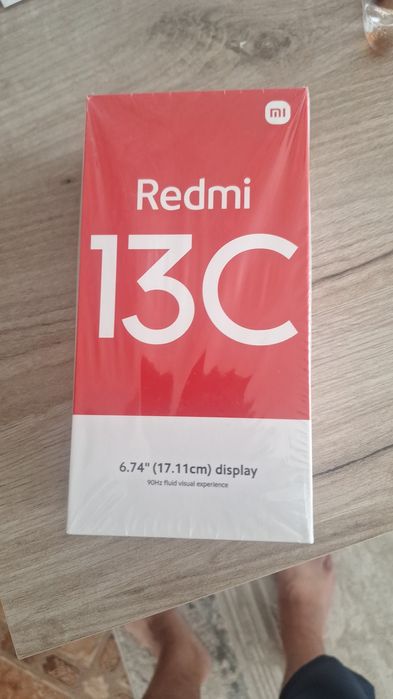 mi
Redmi
13C
6.74" (17.11cm) display
90Hz fluid visual experience